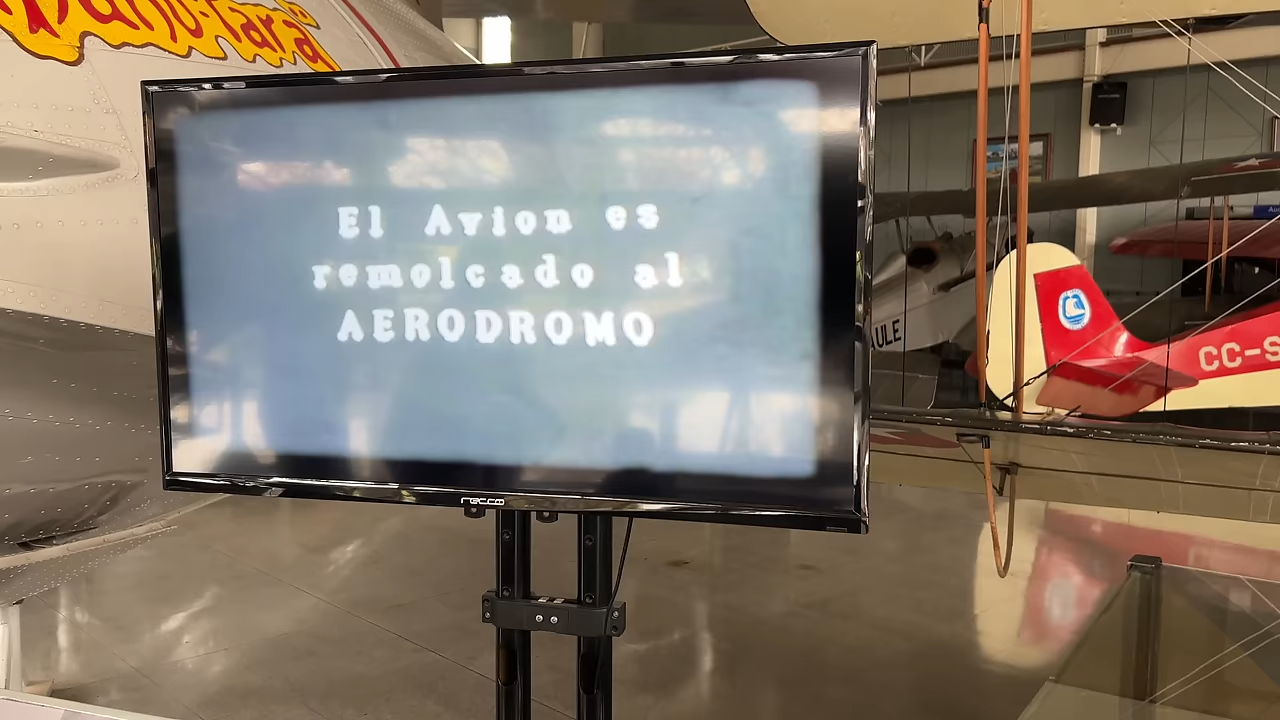 El Avion es
remolcado al
AERODROMO
recco
AULE
CC-S